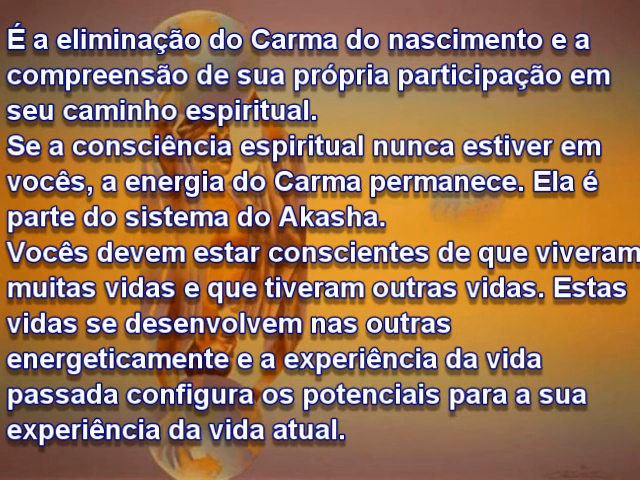 É a eliminação do Carma do nascimento e a
compreensão de sua própria participação em
seu caminho espiritual.
Se a consciência espiritual nunca estiver em
vocês, a energia do Carma permanece. Ela é
parte do sistema do Akasha.
Vocês devem estar conscientes de que viveram
muitas vidas e que tiveram outras vidas. Estas
vidas se desenvolvem nas outras
energeticamente e a experiência da vida
passada configura os potenciais para a sua
experiência da vida atual.